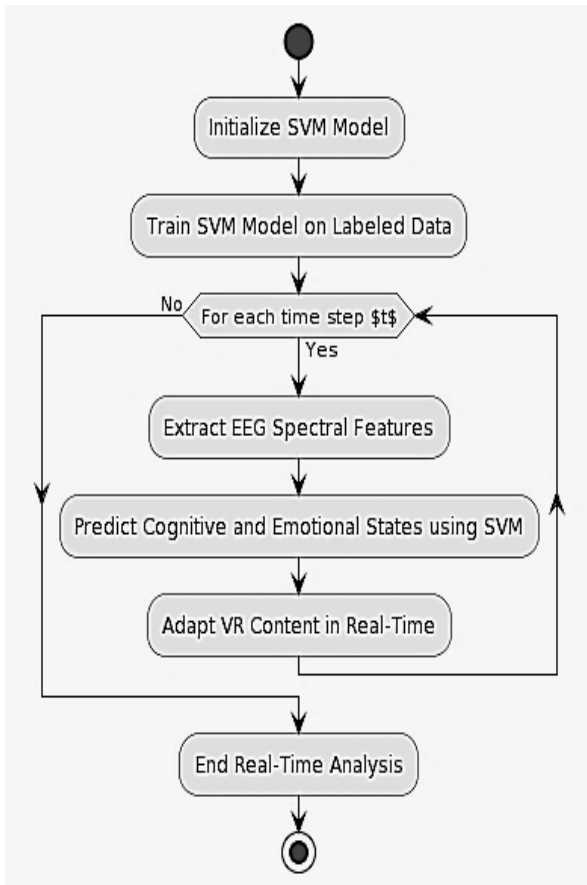 Initialize SVM Model
Train SVM Model on Labeled Data
No
For each time step $t$
Yes
Extract EEG Spectral Features
Predict Cognitive and Emotional States using SVM
Adapt VR Content in Real-Time
End Real-Time Analysis